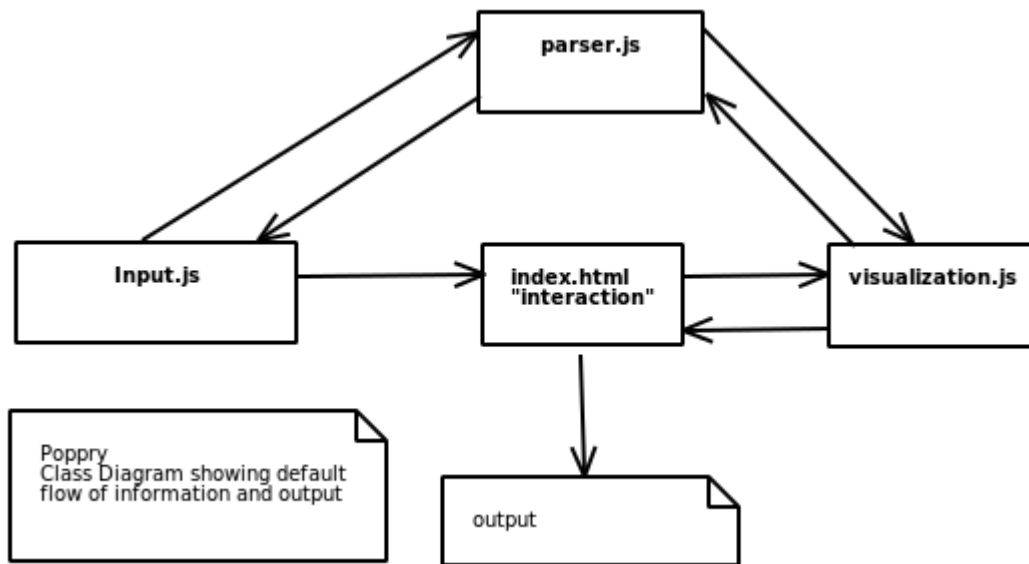 parser.js
Input.js
index.html
"interaction"
visualization.js
Poppry
Class Diagram showing default
flow of information and output
output